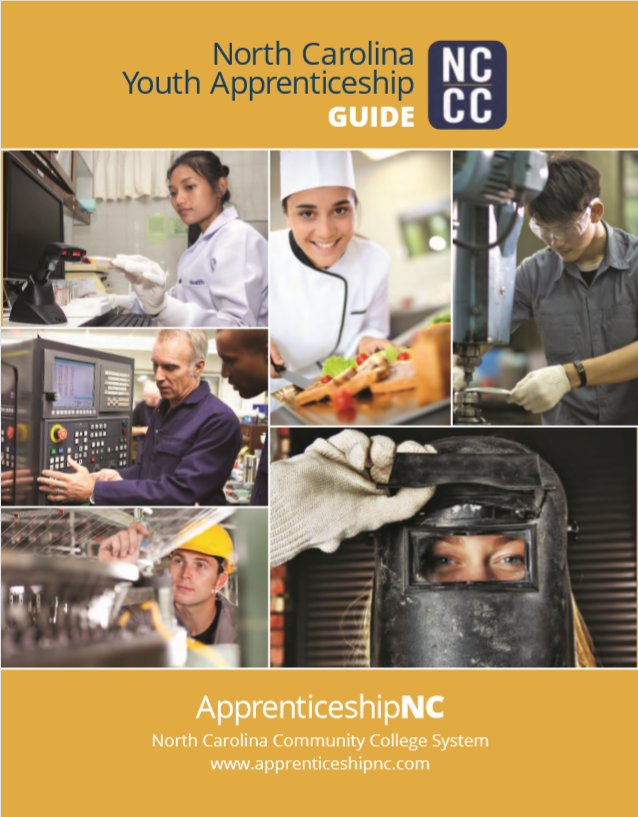 North Carolina
Youth Apprenticeship
GUIDE
NC
CC
ApprenticeshipNC
North Carolina Community College System
www.apprenticeshipnc.com